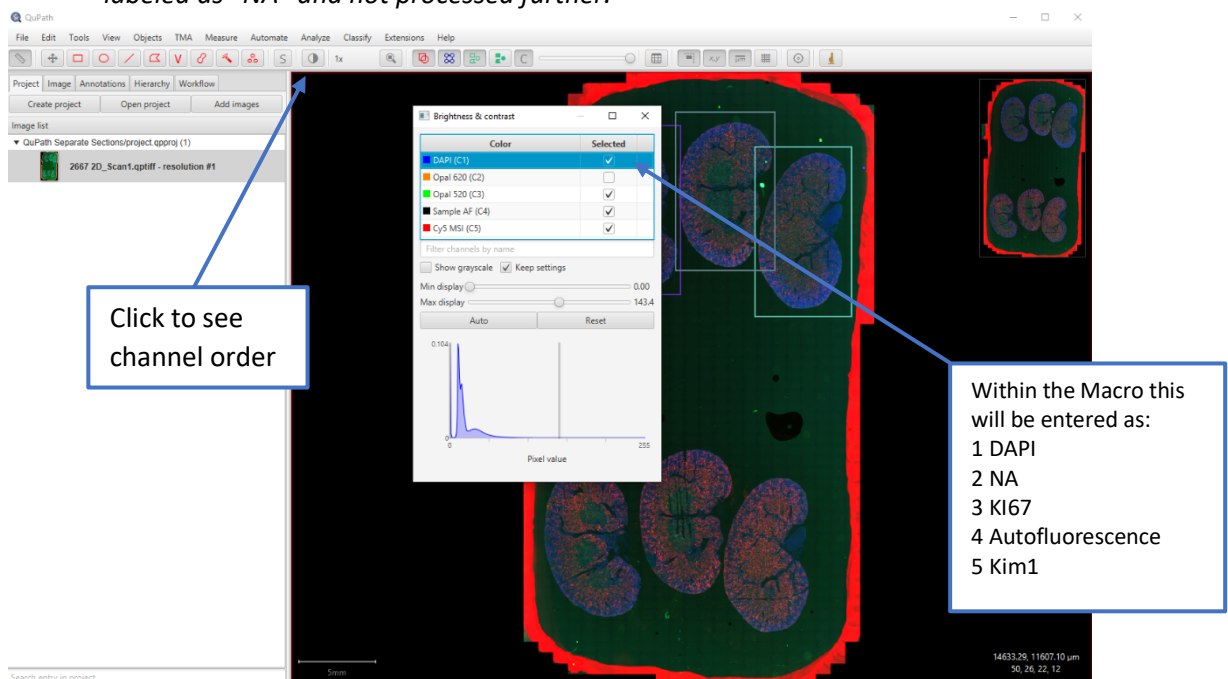 labeled as "NA" and not processed further.
QuPath
File Edit Tools View Objects TMA Measure Automate Analyze Classify Extensions Help
S 1x C
Project Image Annotations Hierarchy Workflow
Create project Open project Add images
Image list
▼ QuPath Separate Sections/project.qpproj (1)
2667 2D_Scan1.qptiff - resolution #1
Brightness & contrast
Color Selected
DAPI (C1)
Opal 620 (C2)
Opal 520 (C3)
Sample AF (C4)
Cy5 MSI (C5)
Filter channels by name
Show grayscale Keep settings
Min display 0.00
Max display 143.4
Auto Reset
0.104
0
0 255
Pixel value
Click to see
channel order
Within the Macro this
will be entered as:
1 DAPI
2 NA
3 KI67
4 Autofluorescence
5 Kim1
5mm
14633.29, 11607.10 µm
50, 26, 22, 12
Search entry in project